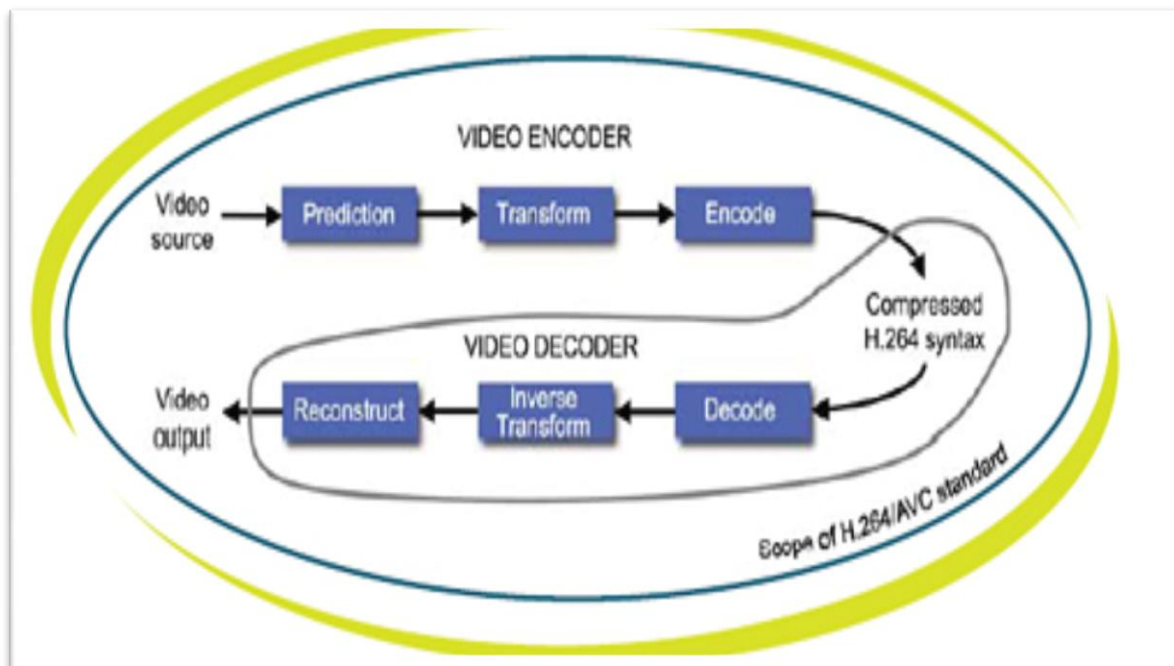 VIDEO ENCODER
Video
source
Prediction
Transform
Encode
Compressed
H.264 syntax
VIDEO DECODER
Video
output
Reconstruct
Inverse
Transform
Decode
Scope of H.264/AVC standard